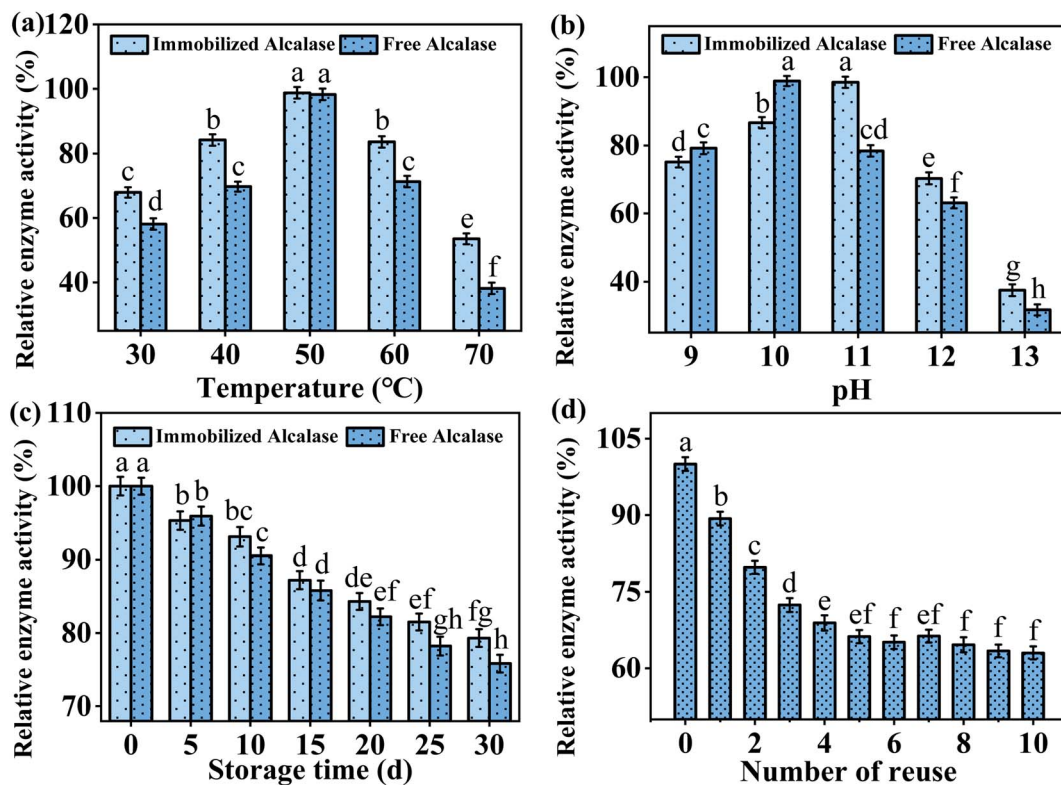 (a)
120
100
80
60
40
Relative enzyme activity (%)
Immobilized Alcalase
Free Alcalase
c
d
b
c
a
a
b
c
e
f
30 40 50 60 70
Temperature (℃)
(b)
100
80
60
40
Relative enzyme activity (%)
Immobilized Alcalase
Free Alcalase
d
c
b
a
a
cd
e
f
g
h
9 10 11 12 13
pH
(c)
110
100
90
80
70
Relative enzyme activity (%)
Immobilized Alcalase
Free Alcalase
a
a
b
b
bc
c
d
d
de
ef
ef
gh
fg
h
0 5 10 15 20 25 30
Storage time (d)
(d)
105
90
75
60
Relative enzyme activity (%)
a
b
c
d
e
ef
f
ef
f
f
f
0 2 4 6 8 10
Number of reuse